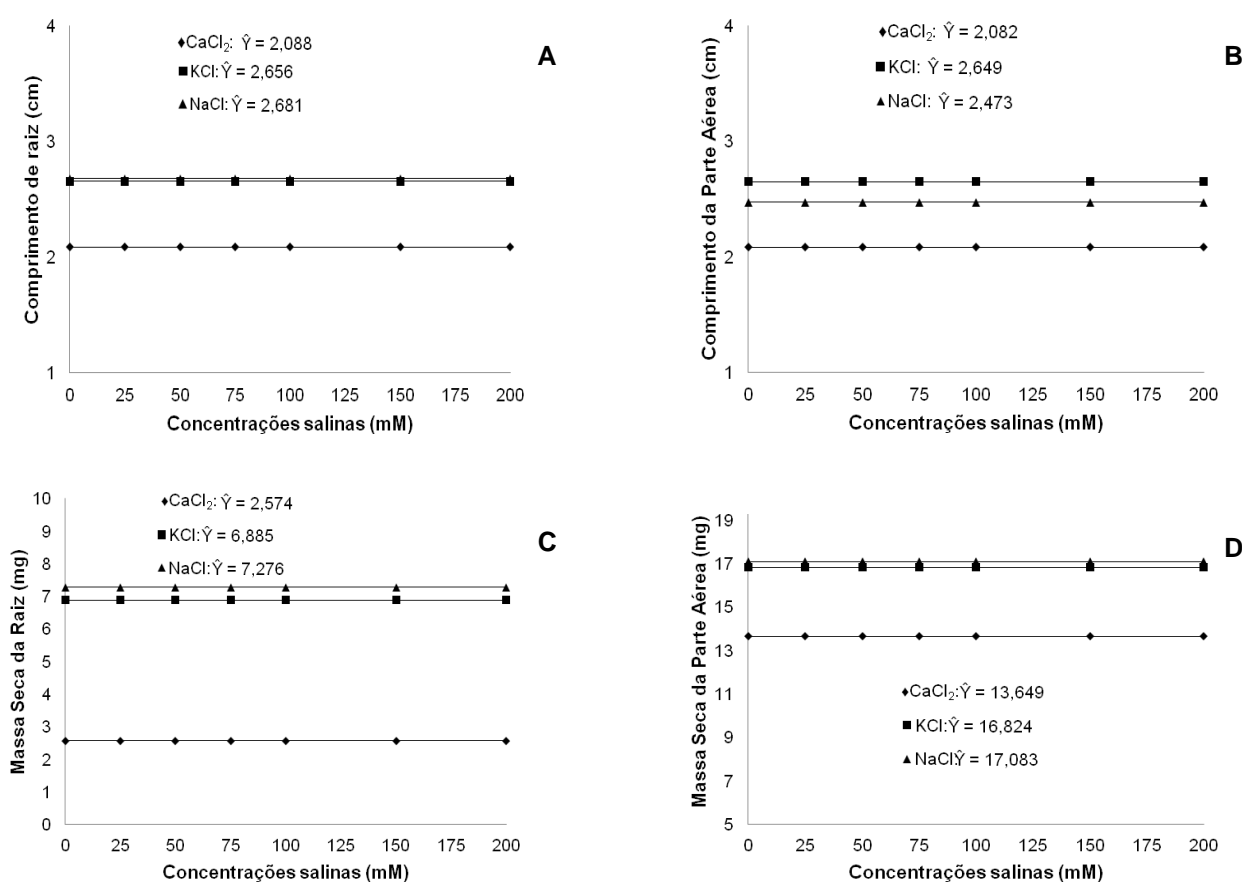 4
3
2
1
Comprimento de raiz (cm)
CaCl₂: Ŷ = 2,088
KCl: Ŷ = 2,656
NaCl: Ŷ = 2,681
A
0 25 50 75 100 125 150 175 200
Concentrações salinas (mM)
4
3
2
1
Comprimento da Parte Aérea (cm)
CaCl₂: Ŷ = 2,082
KCl: Ŷ = 2,649
NaCl: Ŷ = 2,473
B
0 25 50 75 100 125 150 175 200
Concentrações salinas (mM)
10
9
8
7
6
5
4
3
2
1
0
Massa Seca da Raiz (mg)
CaCl₂: Ŷ = 2,574
KCl: Ŷ = 6,885
NaCl: Ŷ = 7,276
C
0 25 50 75 100 125 150 175 200
Concentrações salinas (mM)
19
17
15
13
11
9
7
5
Massa Seca da Parte Aérea (mg)
D
CaCl₂: Ŷ = 13,649
KCl: Ŷ = 16,824
NaCl: Ŷ = 17,083
0 25 50 75 100 125 150 175 200
Concentrações salinas (mM)